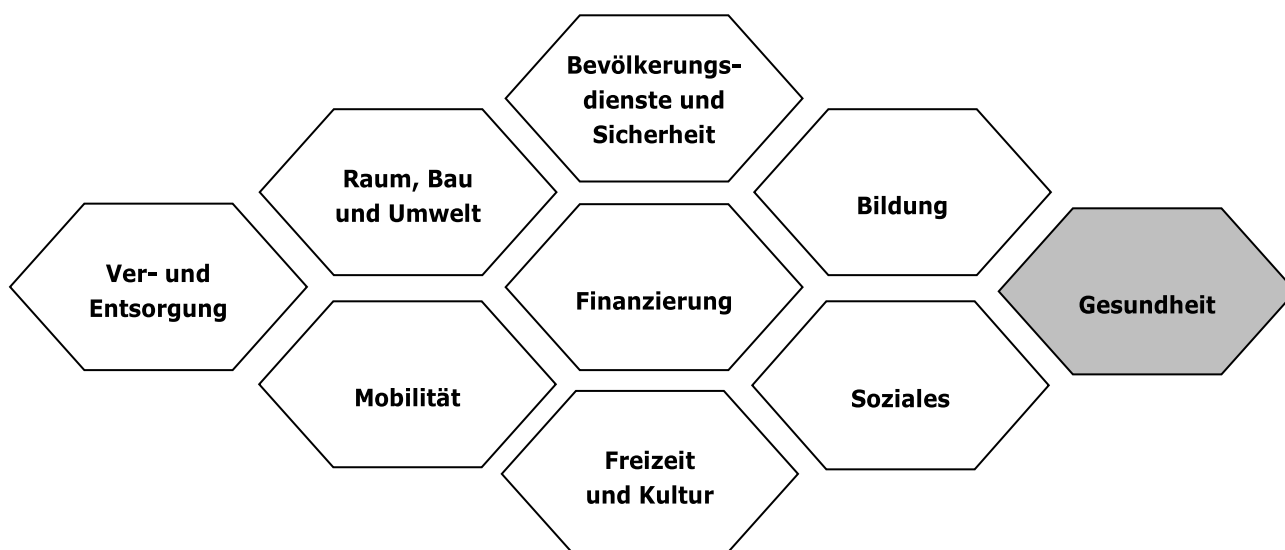 Bevölkerungs-
dienste und
Sicherheit
Raum, Bau
und Umwelt
Bildung
Ver- und
Entsorgung
Finanzierung
Gesundheit
Mobilität
Soziales
Freizeit
und Kultur